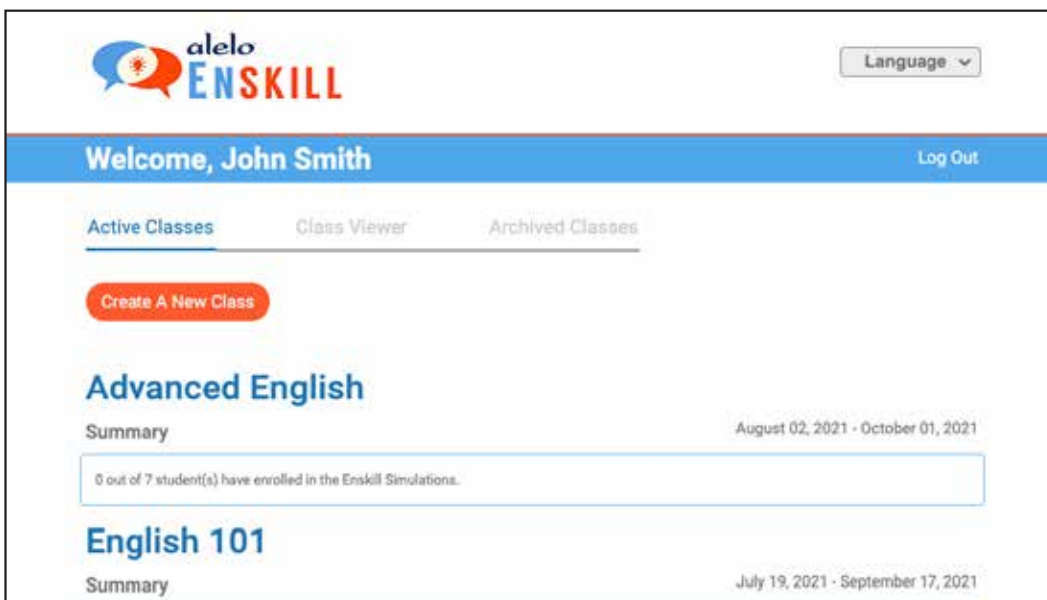 alelo
ENSKILL
Language
Welcome, John Smith
Log Out
Active Classes
Class Viewer
Archived Classes
Create A New Class
Advanced English
Summary
August 02, 2021 - October 01, 2021
0 out of 7 student(s) have enrolled in the Enskill Simulations.
English 101
Summary
July 19, 2021 - September 17, 2021